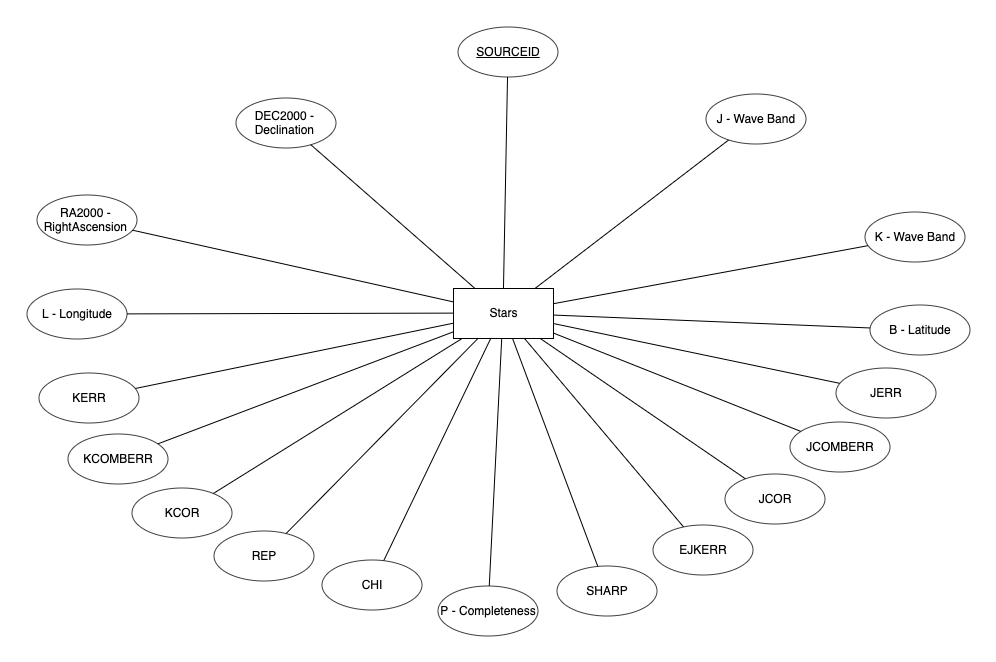 SOURCEID
DEC2000 -
Declination
J - Wave Band
RA2000 -
RightAscension
K - Wave Band
L - Longitude
Stars
B - Latitude
KERR
JERR
KCOMBERR
JCOMBERR
KCOR
JCOR
REP
EJKERR
CHI
SHARP
P - Completeness